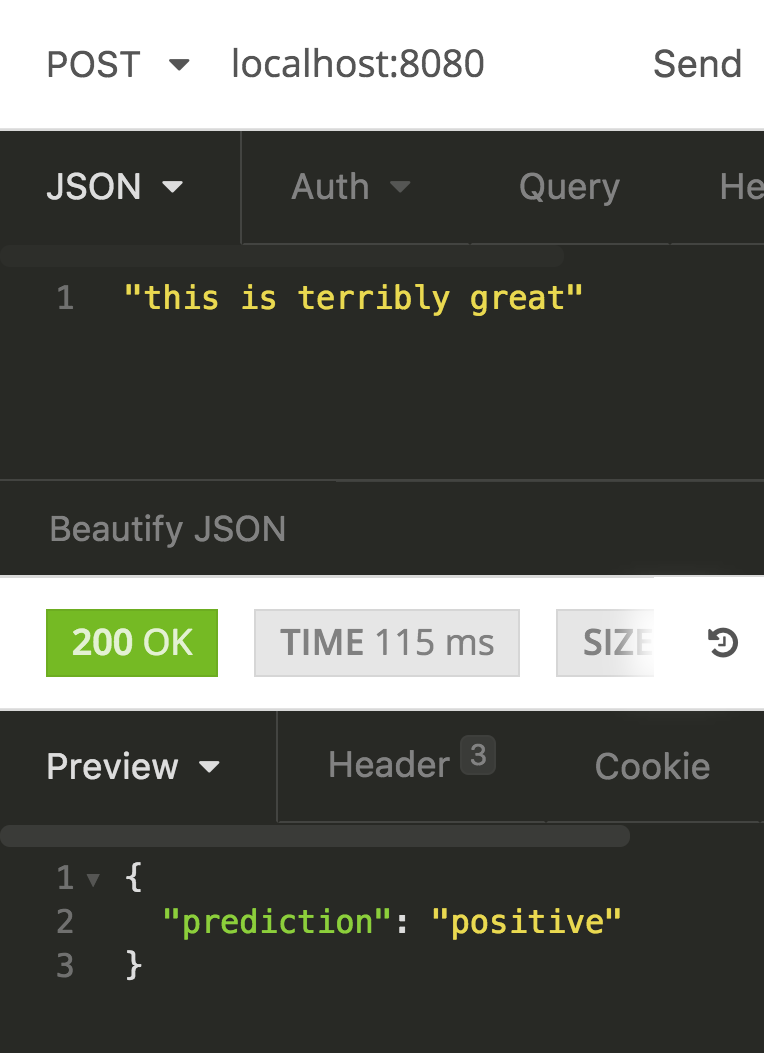 POST localhost:8080 Send
JSON Auth Query He
1 "this is terribly great"
Beautify JSON
200 OK TIME 115 ms SIZE
Preview Header 3 Cookie
1 {
2 "prediction": "positive"
3 }